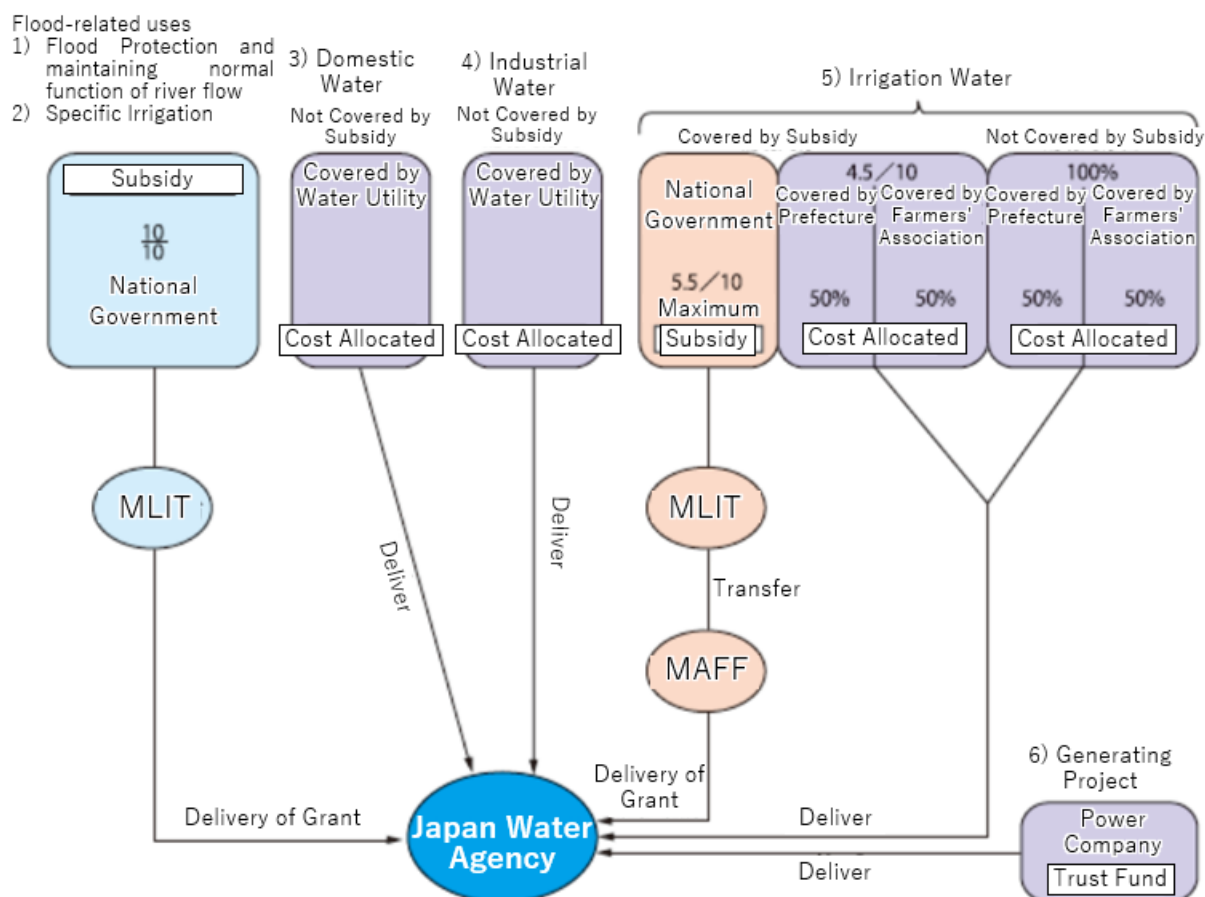 Flood-related uses
1) Flood Protection and
maintaining normal
function of river flow
2) Specific Irrigation
3) Domestic
Water
Not Covered by
Subsidy
4) Industrial
Water
Not Covered by
Subsidy
5) Irrigation Water
Covered by Subsidy
Not Covered by Subsidy
Subsidy
10
10
National
Government
Covered by
Water Utility
Cost Allocated
Covered by
Water Utility
Cost Allocated
National
Government
5.5/10
Maximum
Subsidy
4.5/10
Covered by
Prefecture
50%
Covered by
Farmers'
Association
50%
Cost Allocated
100%
Covered by
Prefecture
50%
Covered by
Farmers'
Association
50%
Cost Allocated
MLIT
Deliver
Deliver
MLIT
Transfer
MAFF
Delivery of
Grant
Delivery of Grant
Japan Water
Agency
Deliver
Deliver
6) Generating
Project
Power
Company
Trust Fund